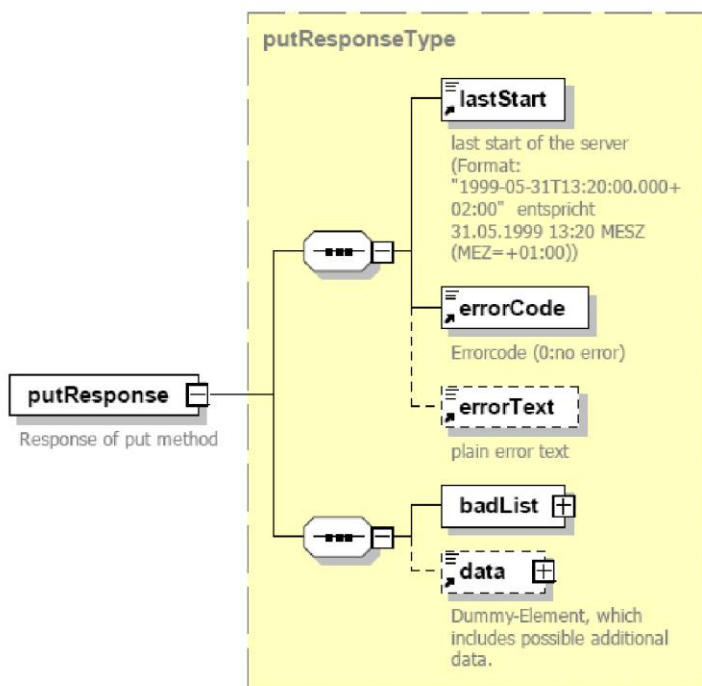 putResponseType
lastStart
last start of the server
(Format:
"1999-05-31T13:20:00.000+
02:00" entspricht
31.05.1999 13:20 MESZ
(MEZ=+01:00))
errorCode
Errorcode (0:no error)
putResponse
Response of put method
errorText
plain error text
badList
data
Dummy-Element, which
includes possible additional
data.